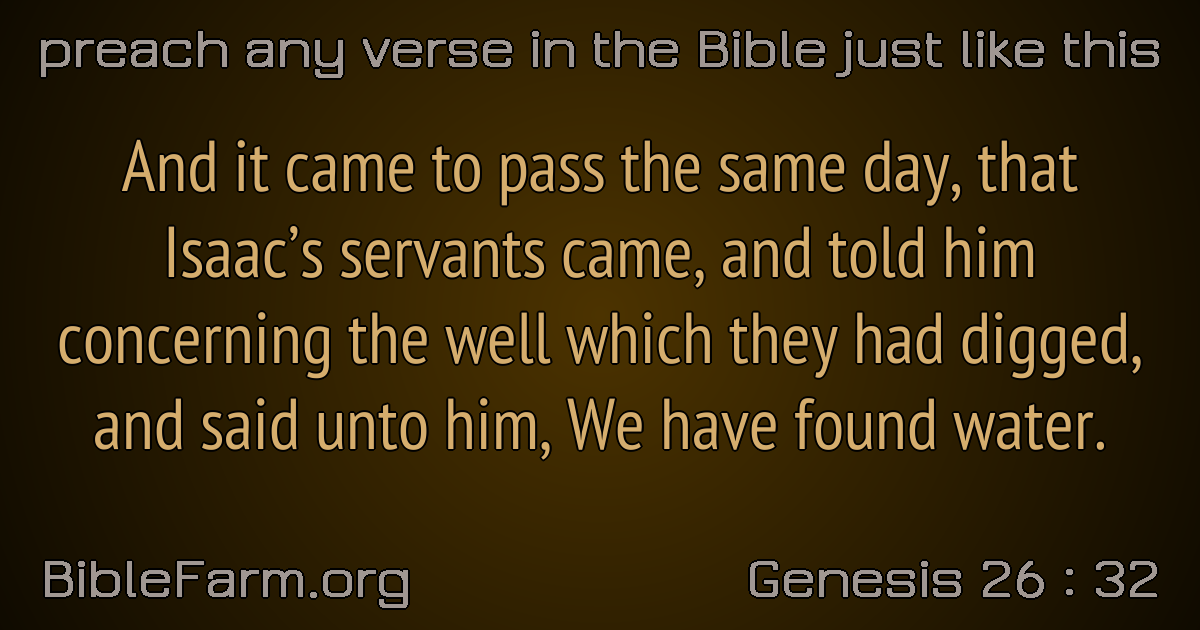 preach any verse in the Bible just like this
And it came to pass the same day, that
Isaac’s servants came, and told him
concerning the well which they had digged,
and said unto him, We have found water.
BibleFarm.org
Genesis 26 : 32